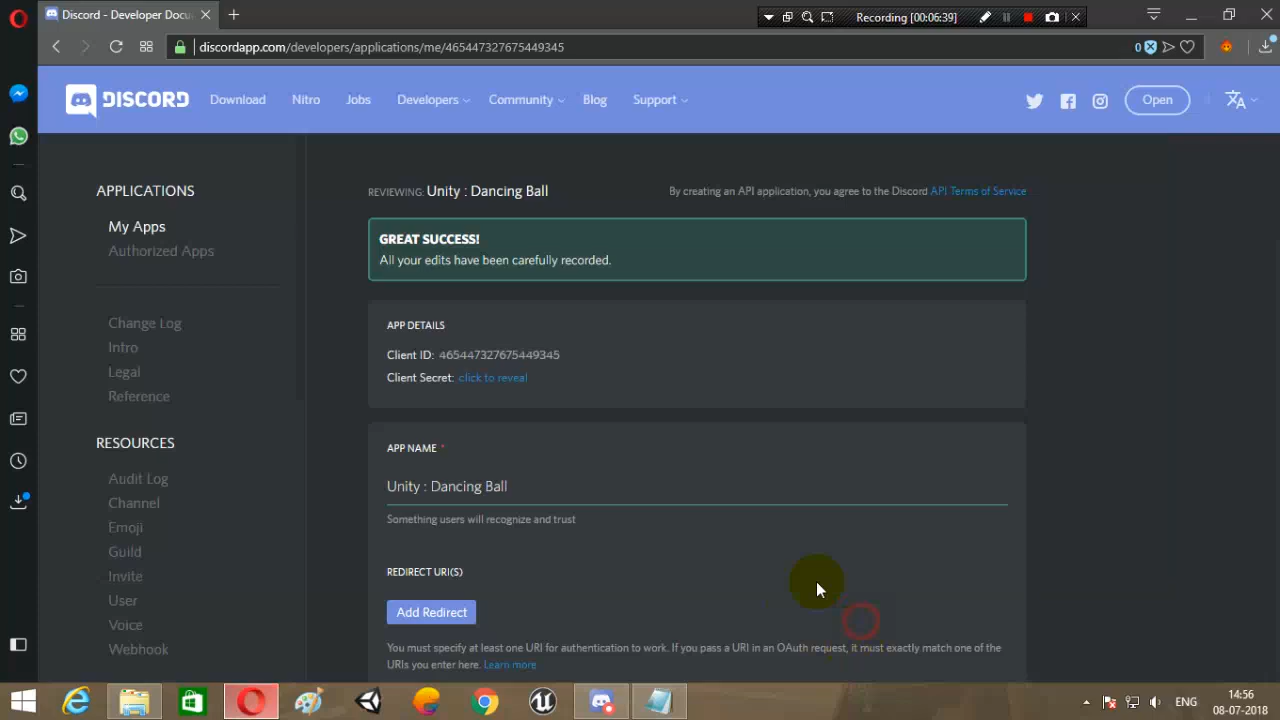 Discord - Developer Docu
Recording [00:06:39]
discordapp.com/developers/applications/me/465447327675449345
0
DISCORD
Download
Nitro
Jobs
Developers
Community
Blog
Support
Open
APPLICATIONS
My Apps
Authorized Apps
Change Log
Intro
Legal
Reference
RESOURCES
Audit Log
Channel
Emoji
Guild
Invite
User
Voice
Webhook
REVIEWING: Unity : Dancing Ball
By creating an API application, you agree to the Discord API Terms of Service
GREAT SUCCESS!
All your edits have been carefully recorded.
APP DETAILS
Client ID: 465447327675449345
Client Secret: click to reveal
APP NAME *
Unity : Dancing Ball
Something users will recognize and trust
REDIRECT URI(S)
Add Redirect
You must specify at least one URI for authentication to work. If you pass a URI in an OAuth request, it must exactly match one of the
URIs you enter here. Learn more
ENG
14:56
08-07-2018